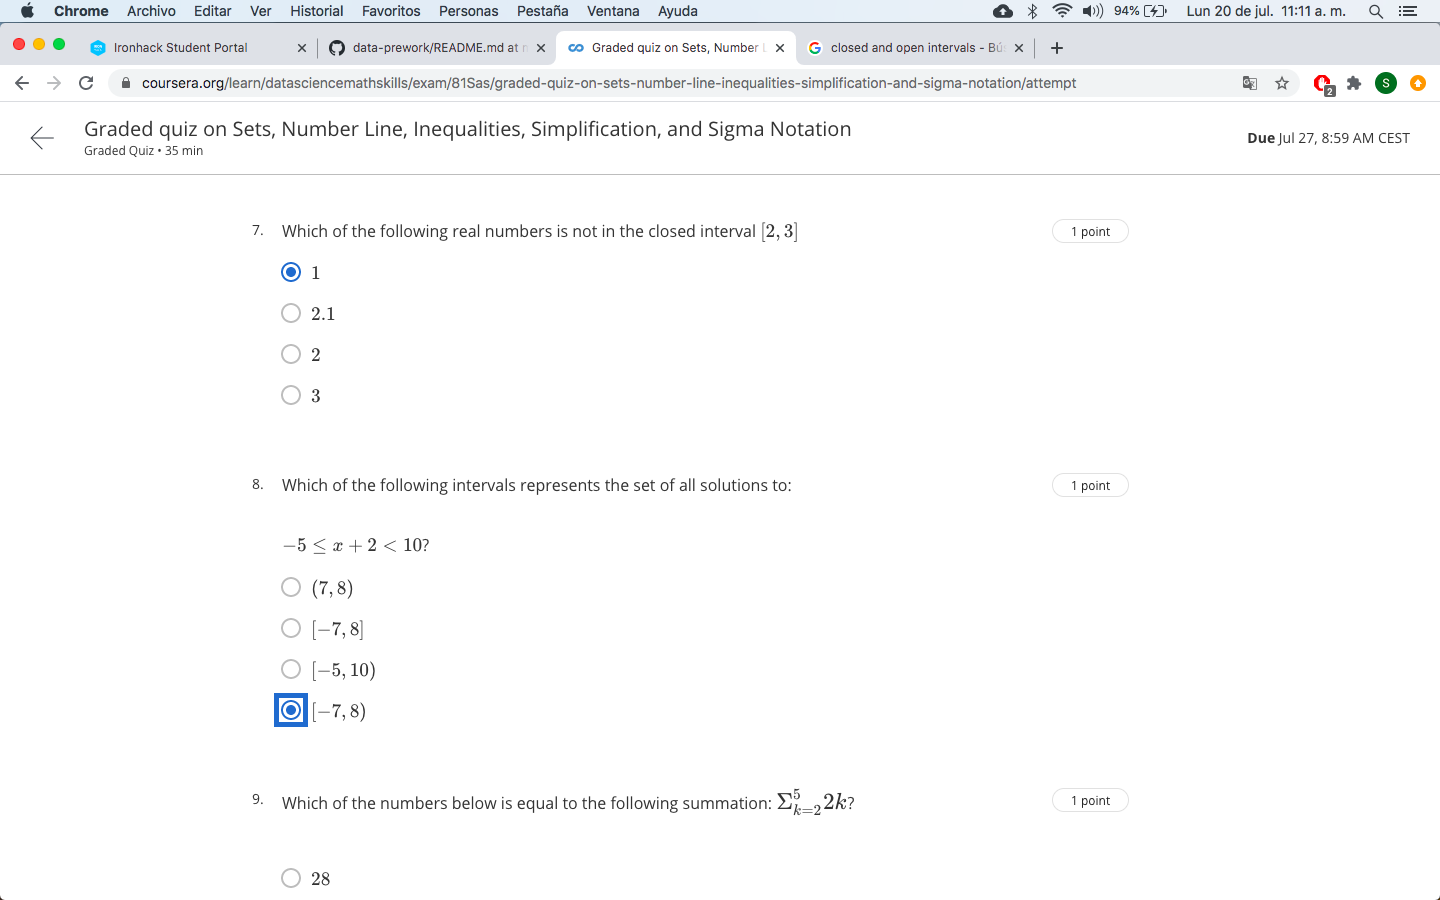 Chrome Archivo Editar Ver Historial Favoritos Personas Pestaña Ventana Ayuda 94% Lun 20 de jul. 11:11 a. m.
Ironhack Student Portal data-prework/README.md at Graded quiz on Sets, Number closed and open intervals - Bú
coursera.org/learn/datasciencemathskills/exam/81Sas/graded-quiz-on-sets-number-line-inequalities-simplification-and-sigma-notation/attempt 2 S
Graded quiz on Sets, Number Line, Inequalities, Simplification, and Sigma Notation
Graded Quiz • 35 min
Due Jul 27, 8:59 AM CEST
7. Which of the following real numbers is not in the closed interval [2, 3]
1 point
1
2.1
2
3
8. Which of the following intervals represents the set of all solutions to:
1 point
−5 ≤ x + 2 < 10?
(7, 8)
[−7, 8]
[−5, 10)
[−7, 8)
9. Which of the numbers below is equal to the following summation: Σ⁵ₖ₌₂ 2k?
1 point
28